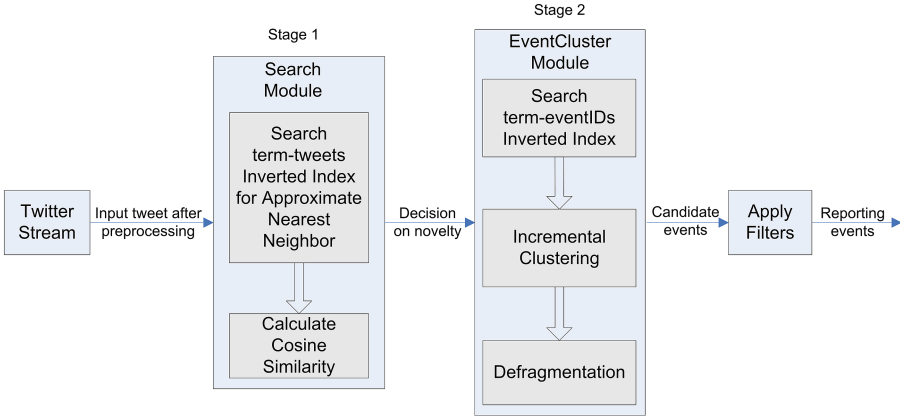 Stage 1
Stage 2
Twitter
Stream
Input tweet after
preprocessing
Search
Module
Search
term-tweets
Inverted Index
for Approximate
Nearest
Neighbor
Calculate
Cosine
Similarity
Decision
on novelty
EventCluster
Module
Search
term-eventIDs
Inverted Index
Incremental
Clustering
Defragmentation
Candidate
events
Apply
Filters
Reporting
events